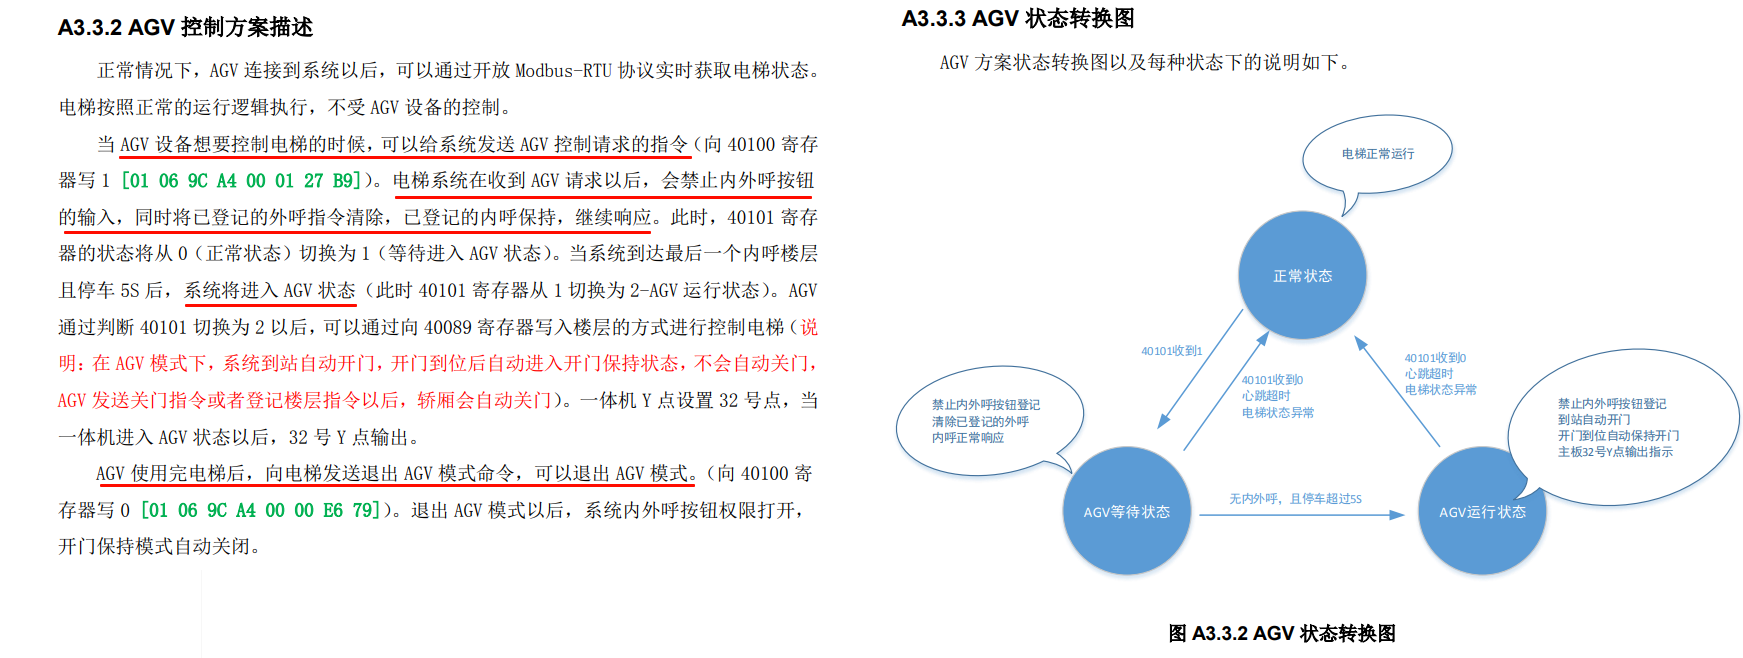 A3.3.2 AGV 控制方案描述
正常情况下，AGV 连接到系统以后，可以通过开放 Modbus-RTU 协议实时获取电梯状态。
电梯按照正常的运行逻辑执行，不受 AGV 设备的控制。
当 AGV 设备想要控制电梯的时候，可以给系统发送 AGV 控制请求的指令（向 40100 寄存
器写 1 [01 06 9C A4 00 01 27 B9]）。电梯系统在收到 AGV 请求以后，会禁止内外呼按钮
的输入，同时将已登记的外呼指令清除，已登记的内呼保持，继续响应。此时，40101 寄存
器的状态将从 0（正常状态）切换为 1（等待进入 AGV 状态）。当系统到达最后一个内呼楼层
且停车 5S 后，系统将进入 AGV 状态（此时 40101 寄存器从 1 切换为 2-AGV 运行状态）。AGV
通过判断 40101 切换为 2 以后，可以通过向 40089 寄存器写入楼层的方式进行控制电梯（说
明：在 AGV 模式下，系统到站自动开门，开门到位后自动进入开门保持状态，不会自动关门，
AGV 发送关门指令或者登记楼层指令以后，轿厢会自动关门）。一体机 Y 点设置 32 号点，当
一体机进入 AGV 状态以后，32 号 Y 点输出。
AGV 使用完电梯后，向电梯发送退出 AGV 模式命令，可以退出 AGV 模式。（向 40100 寄
存器写 0 [01 06 9C A4 00 00 E6 79]）。退出 AGV 模式以后，系统内外呼按钮权限打开，
开门保持模式自动关闭。
A3.3.3 AGV 状态转换图
AGV 方案状态转换图以及每种状态下的说明如下。
电梯正常运行
正常状态
40101收到1
40101收到0
心跳超时
电梯状态异常
40101收到0
心跳超时
电梯状态异常
禁止内外呼按钮登记
清除已登记的外呼
内呼正常响应
禁止内外呼按钮登记
到站自动开门
开门到位自动保持开门
主板32号Y点输出指示
AGV等待状态
无内外呼，且停车超过5S
AGV运行状态
图 A3.3.2 AGV 状态转换图